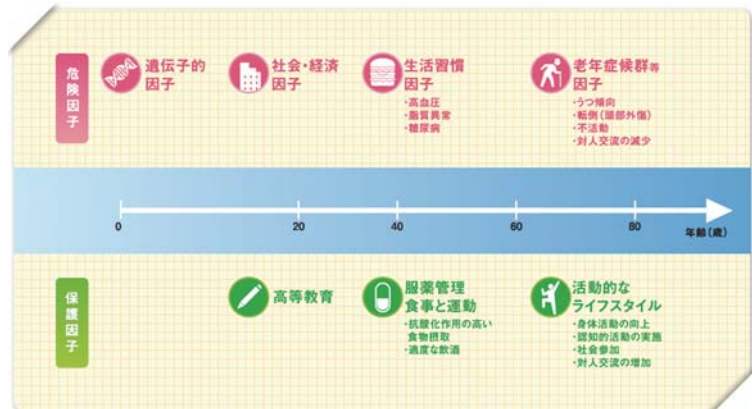 危険因子
遺伝子的
因子
社会・経済
因子
生活習慣
因子
・高血圧
・脂質異常
・糖尿病
老年症候群等
因子
・うつ傾向
・転倒(頭部外傷)
・不活動
・対人交流の減少
0
20
40
60
80
年齢(歳)
保護因子
高等教育
服薬管理
食事と運動
・抗酸化作用の高い
食物摂取
・適度な飲酒
活動的な
ライフスタイル
・身体活動の向上
・認知的活動の実施
・社会参加
・対人交流の増加